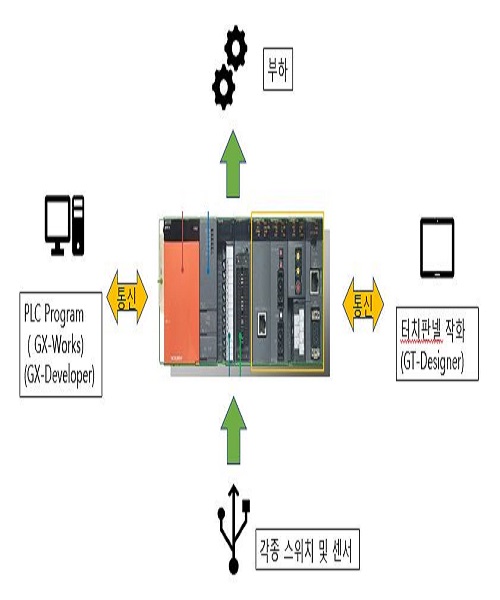 부하
통신
PLC Program
( GX-Works)
(GX-Developer)
통신
터치판넬 작화
(GT-Designer)
각종 스위치 및 센서